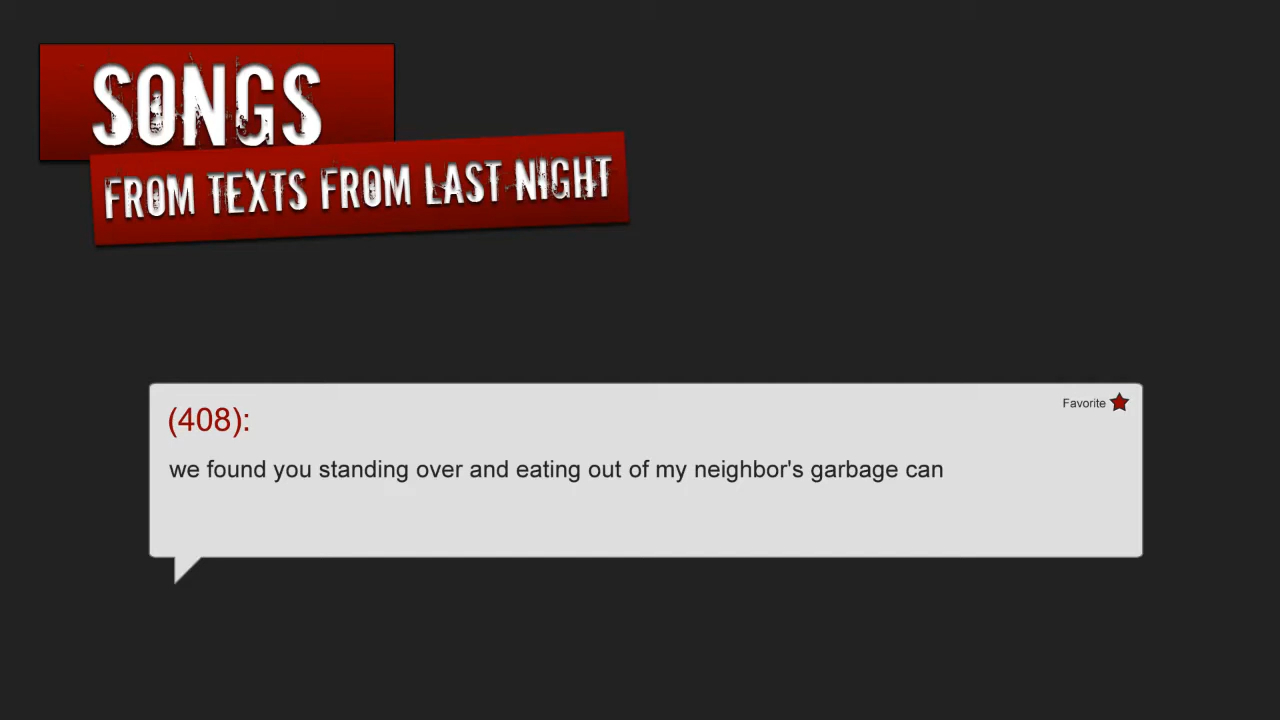 SONGS
FROM TEXTS FROM LAST NIGHT
Favorite
(408):
we found you standing over and eating out of my neighbor's garbage can